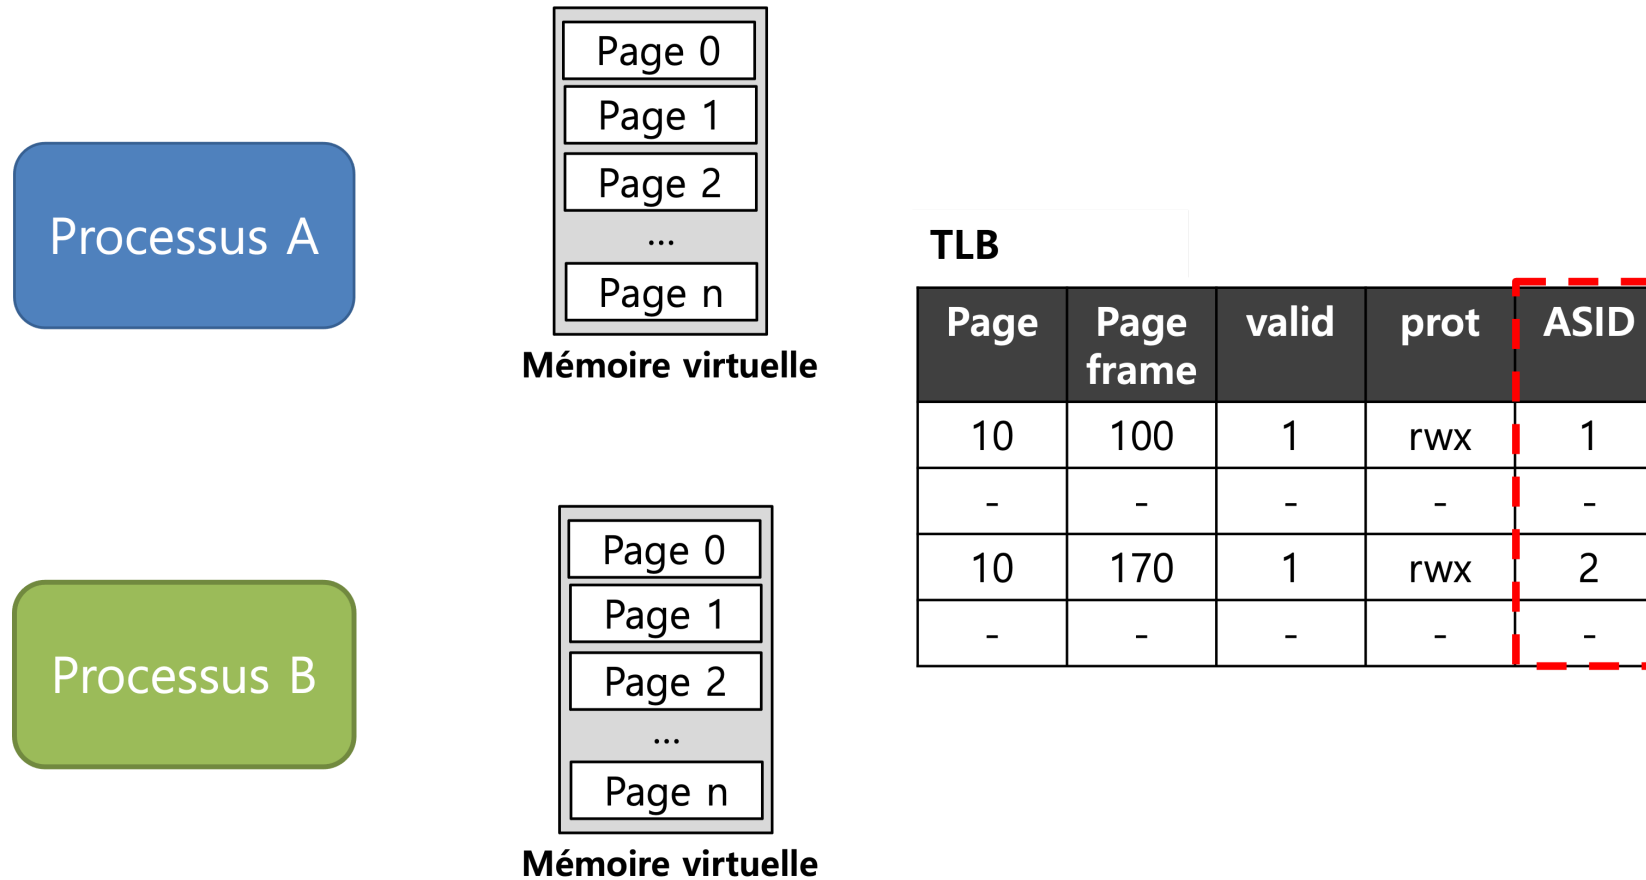 Processus A
Page 0
Page 1
Page 2
...
Page n
Mémoire virtuelle
Processus B
Page 0
Page 1
Page 2
...
Page n
Mémoire virtuelle
TLB
Page Page frame valid prot ASID
10 100 1 rwx 1
- - - - -
10 170 1 rwx 2
- - - - -